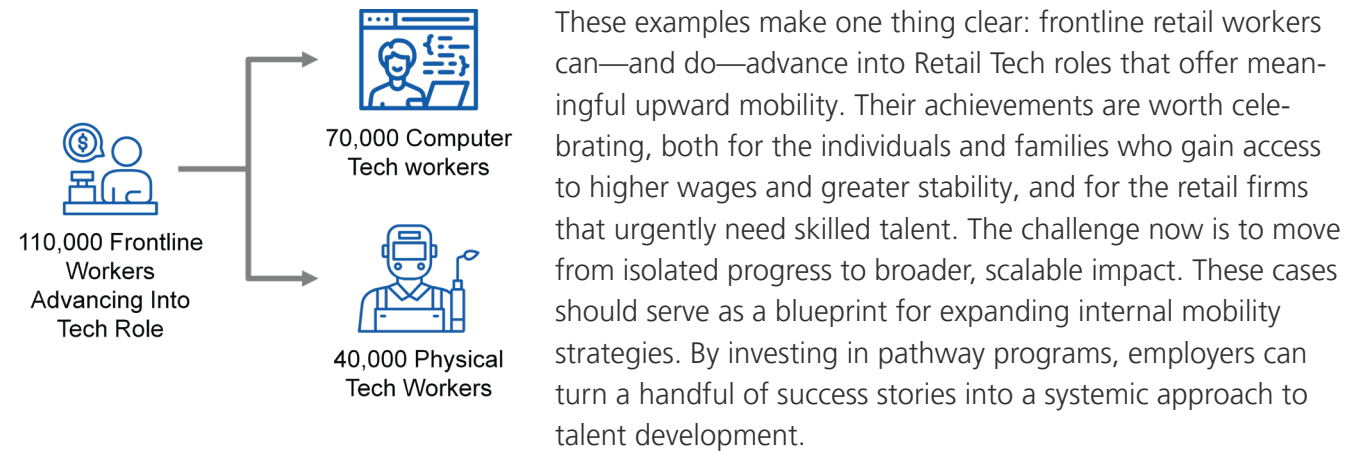 70,000 Computer
Tech workers
110,000 Frontline
Workers
Advancing Into
Tech Role
40,000 Physical
Tech Workers
These examples make one thing clear: frontline retail workers
can—and do—advance into Retail Tech roles that offer mean-
ingful upward mobility. Their achievements are worth cele-
brating, both for the individuals and families who gain access
to higher wages and greater stability, and for the retail firms
that urgently need skilled talent. The challenge now is to move
from isolated progress to broader, scalable impact. These cases
should serve as a blueprint for expanding internal mobility
strategies. By investing in pathway programs, employers can
turn a handful of success stories into a systemic approach to
talent development.